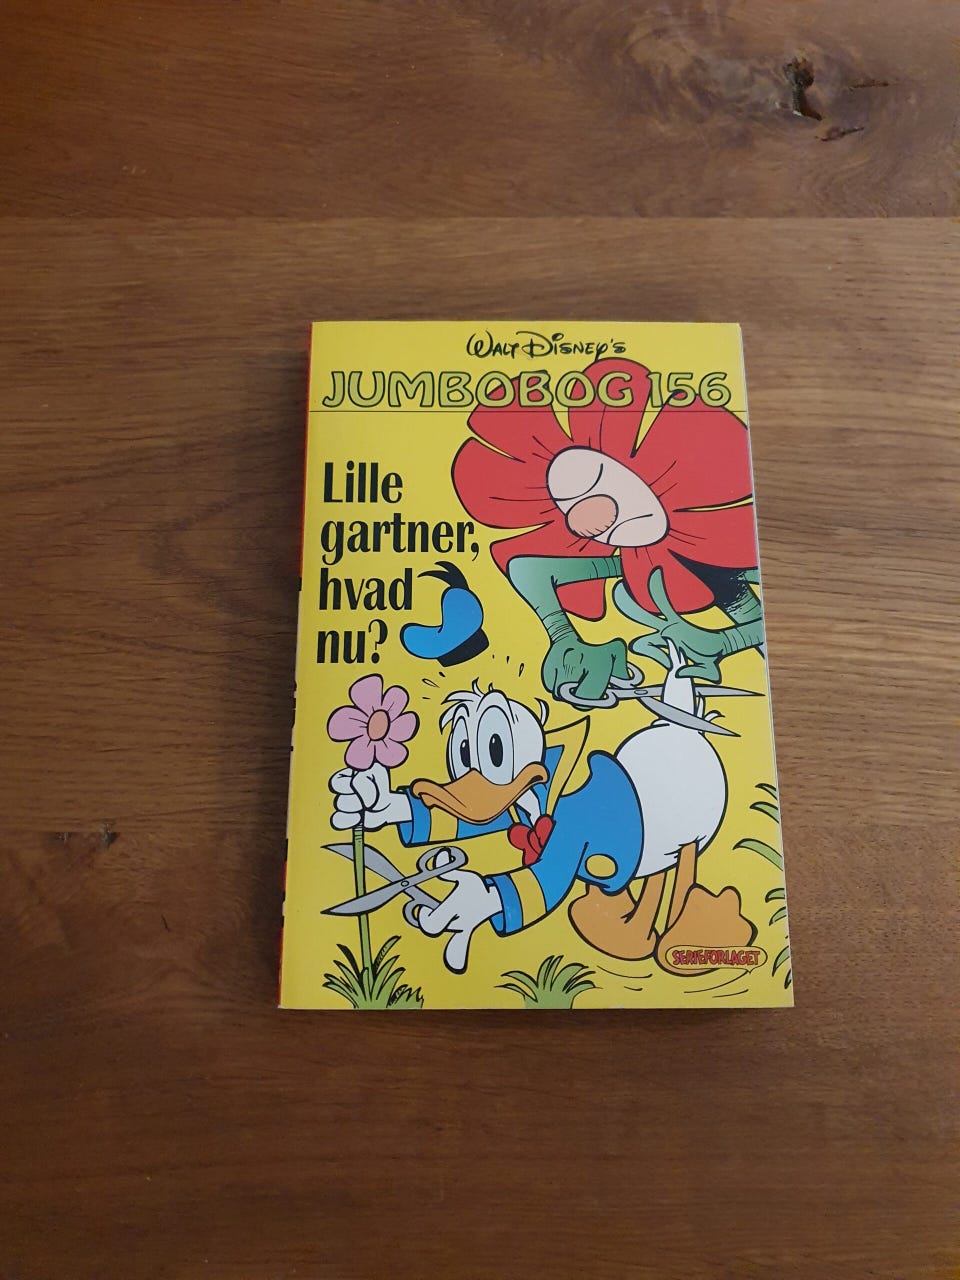 WALT DISNEY'S
JUMBOBOG 156
Lille
gartner,
hvad
nu?
SERIEFORLAGET